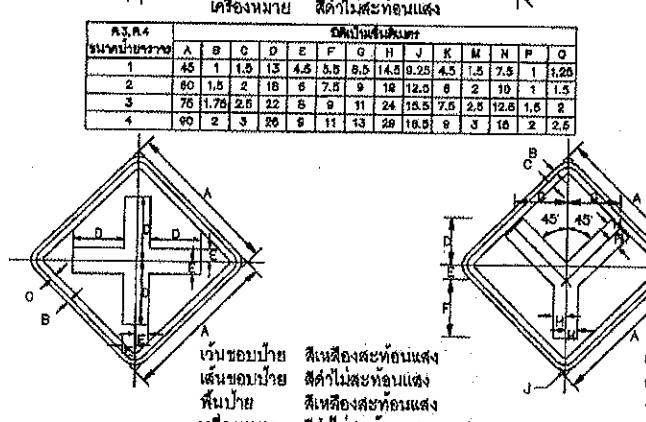 เครื่องหมาย สีดำไม่สะท้อนแสง
ต.3,ต.4 มิติเป็นเซ็นติเมตร
ขนาดป้ายจราจร A B C D E F G H J K M N P Q
1 45 1 1.5 13 4.5 5.5 6.5 14.5 9.25 4.5 1.5 7.5 1 1.25
2 60 1.5 2 18 6 7.5 9 19 12.5 6 2 10 1 1.5
3 75 1.75 2.5 22 8 9 11 24 15.5 7.5 2.5 12.5 1.5 2
4 90 2 3 26 9 11 13 29 18.5 9 3 15 2 2.5
A
D
D
D
E
E
D
C
B
E
A
B
C
G
G
A
45'
45'
D
E
F
H
A
J
เว้นขอบป้าย สีเหลืองสะท้อนแสง
เส้นขอบป้าย สีดำไม่สะท้อนแสง
พื้นป้าย สีเหลืองสะท้อนแสง